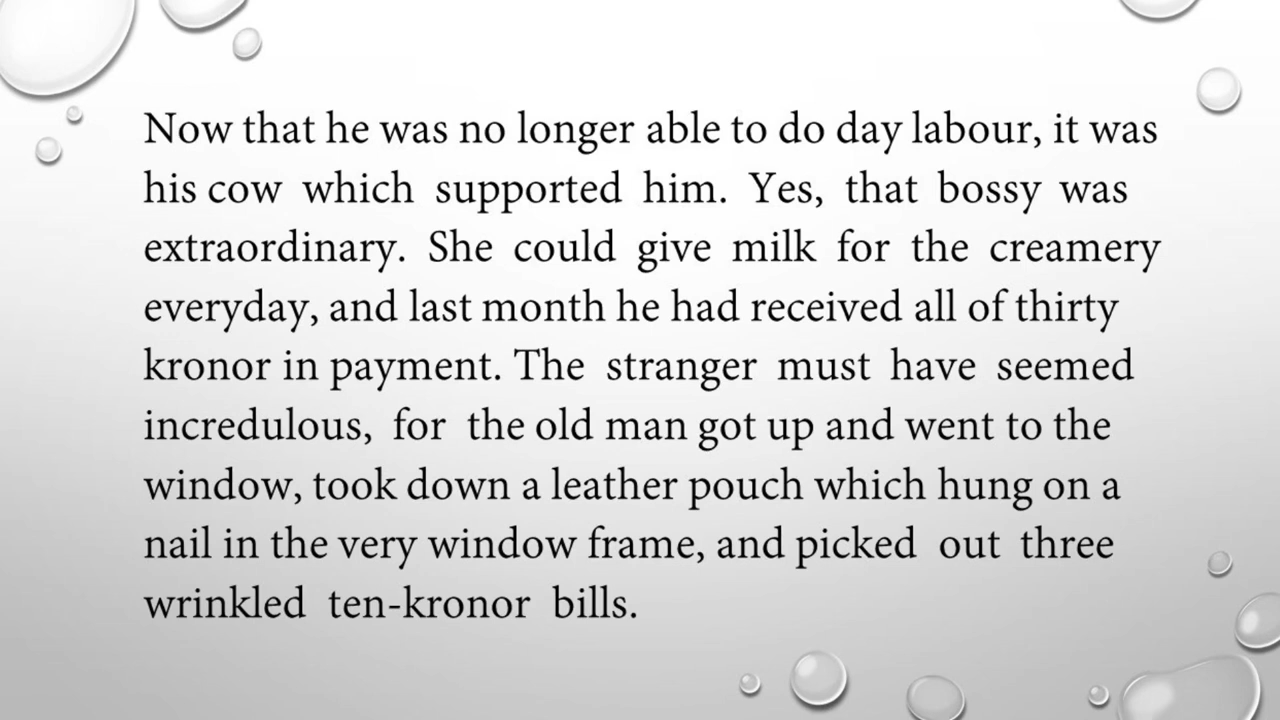 Now that he was no longer able to do day labour, it was
his cow which supported him. Yes, that bossy was
extraordinary. She could give milk for the creamery
everyday, and last month he had received all of thirty
kronor in payment. The stranger must have seemed
incredulous, for the old man got up and went to the
window, took down a leather pouch which hung on a
nail in the very window frame, and picked out three
wrinkled ten-kronor bills.